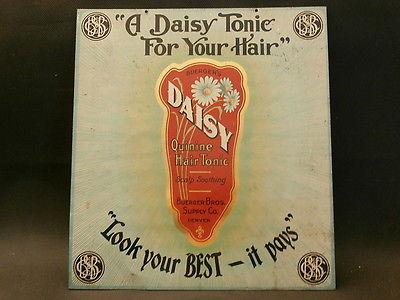 "A Daisy Tonic
For Your Hair"
BUERGER'S
DAISY
Quinine
Hair Tonic
Scalp Soothing
BUERGER BROS.
SUPPLY CO.
DENVER
"Look your BEST – it pays"
B&B
B&B
B&B
B&B